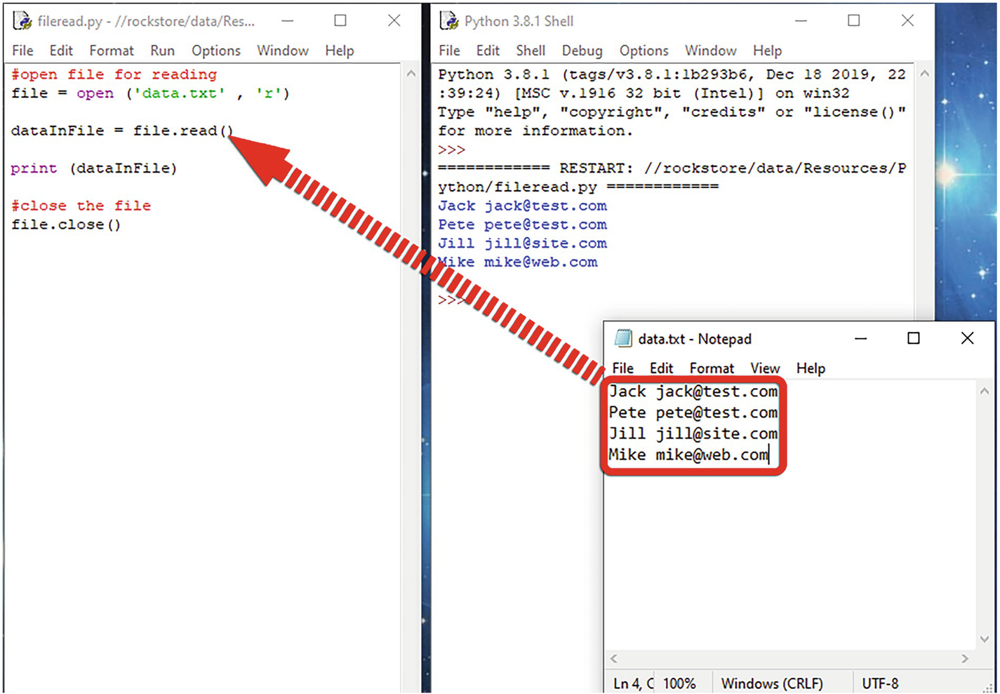 fileread.py - //rockstore/data/Res...
File Edit Format Run Options Window Help
#open file for reading
file = open ('data.txt' , 'r')
dataInFile = file.read()
print (dataInFile)
#close the file
file.close()
Python 3.8.1 Shell
File Edit Shell Debug Options Window Help
Python 3.8.1 (tags/v3.8.1:1b293b6, Dec 18 2019, 22
:39:24) [MSC v.1916 32 bit (Intel)] on win32
Type "help", "copyright", "credits" or "license()"
for more information.
>>>
============ RESTART: //rockstore/data/Resources/P
ython/fileread.py ============
Jack jack@test.com
Pete pete@test.com
Jill jill@site.com
Mike mike@web.com
>>>
data.txt - Notepad
File Edit Format View Help
Jack jack@test.com
Pete pete@test.com
Jill jill@site.com
Mike mike@web.com
Ln 4, C 100% Windows (CRLF) UTF-8